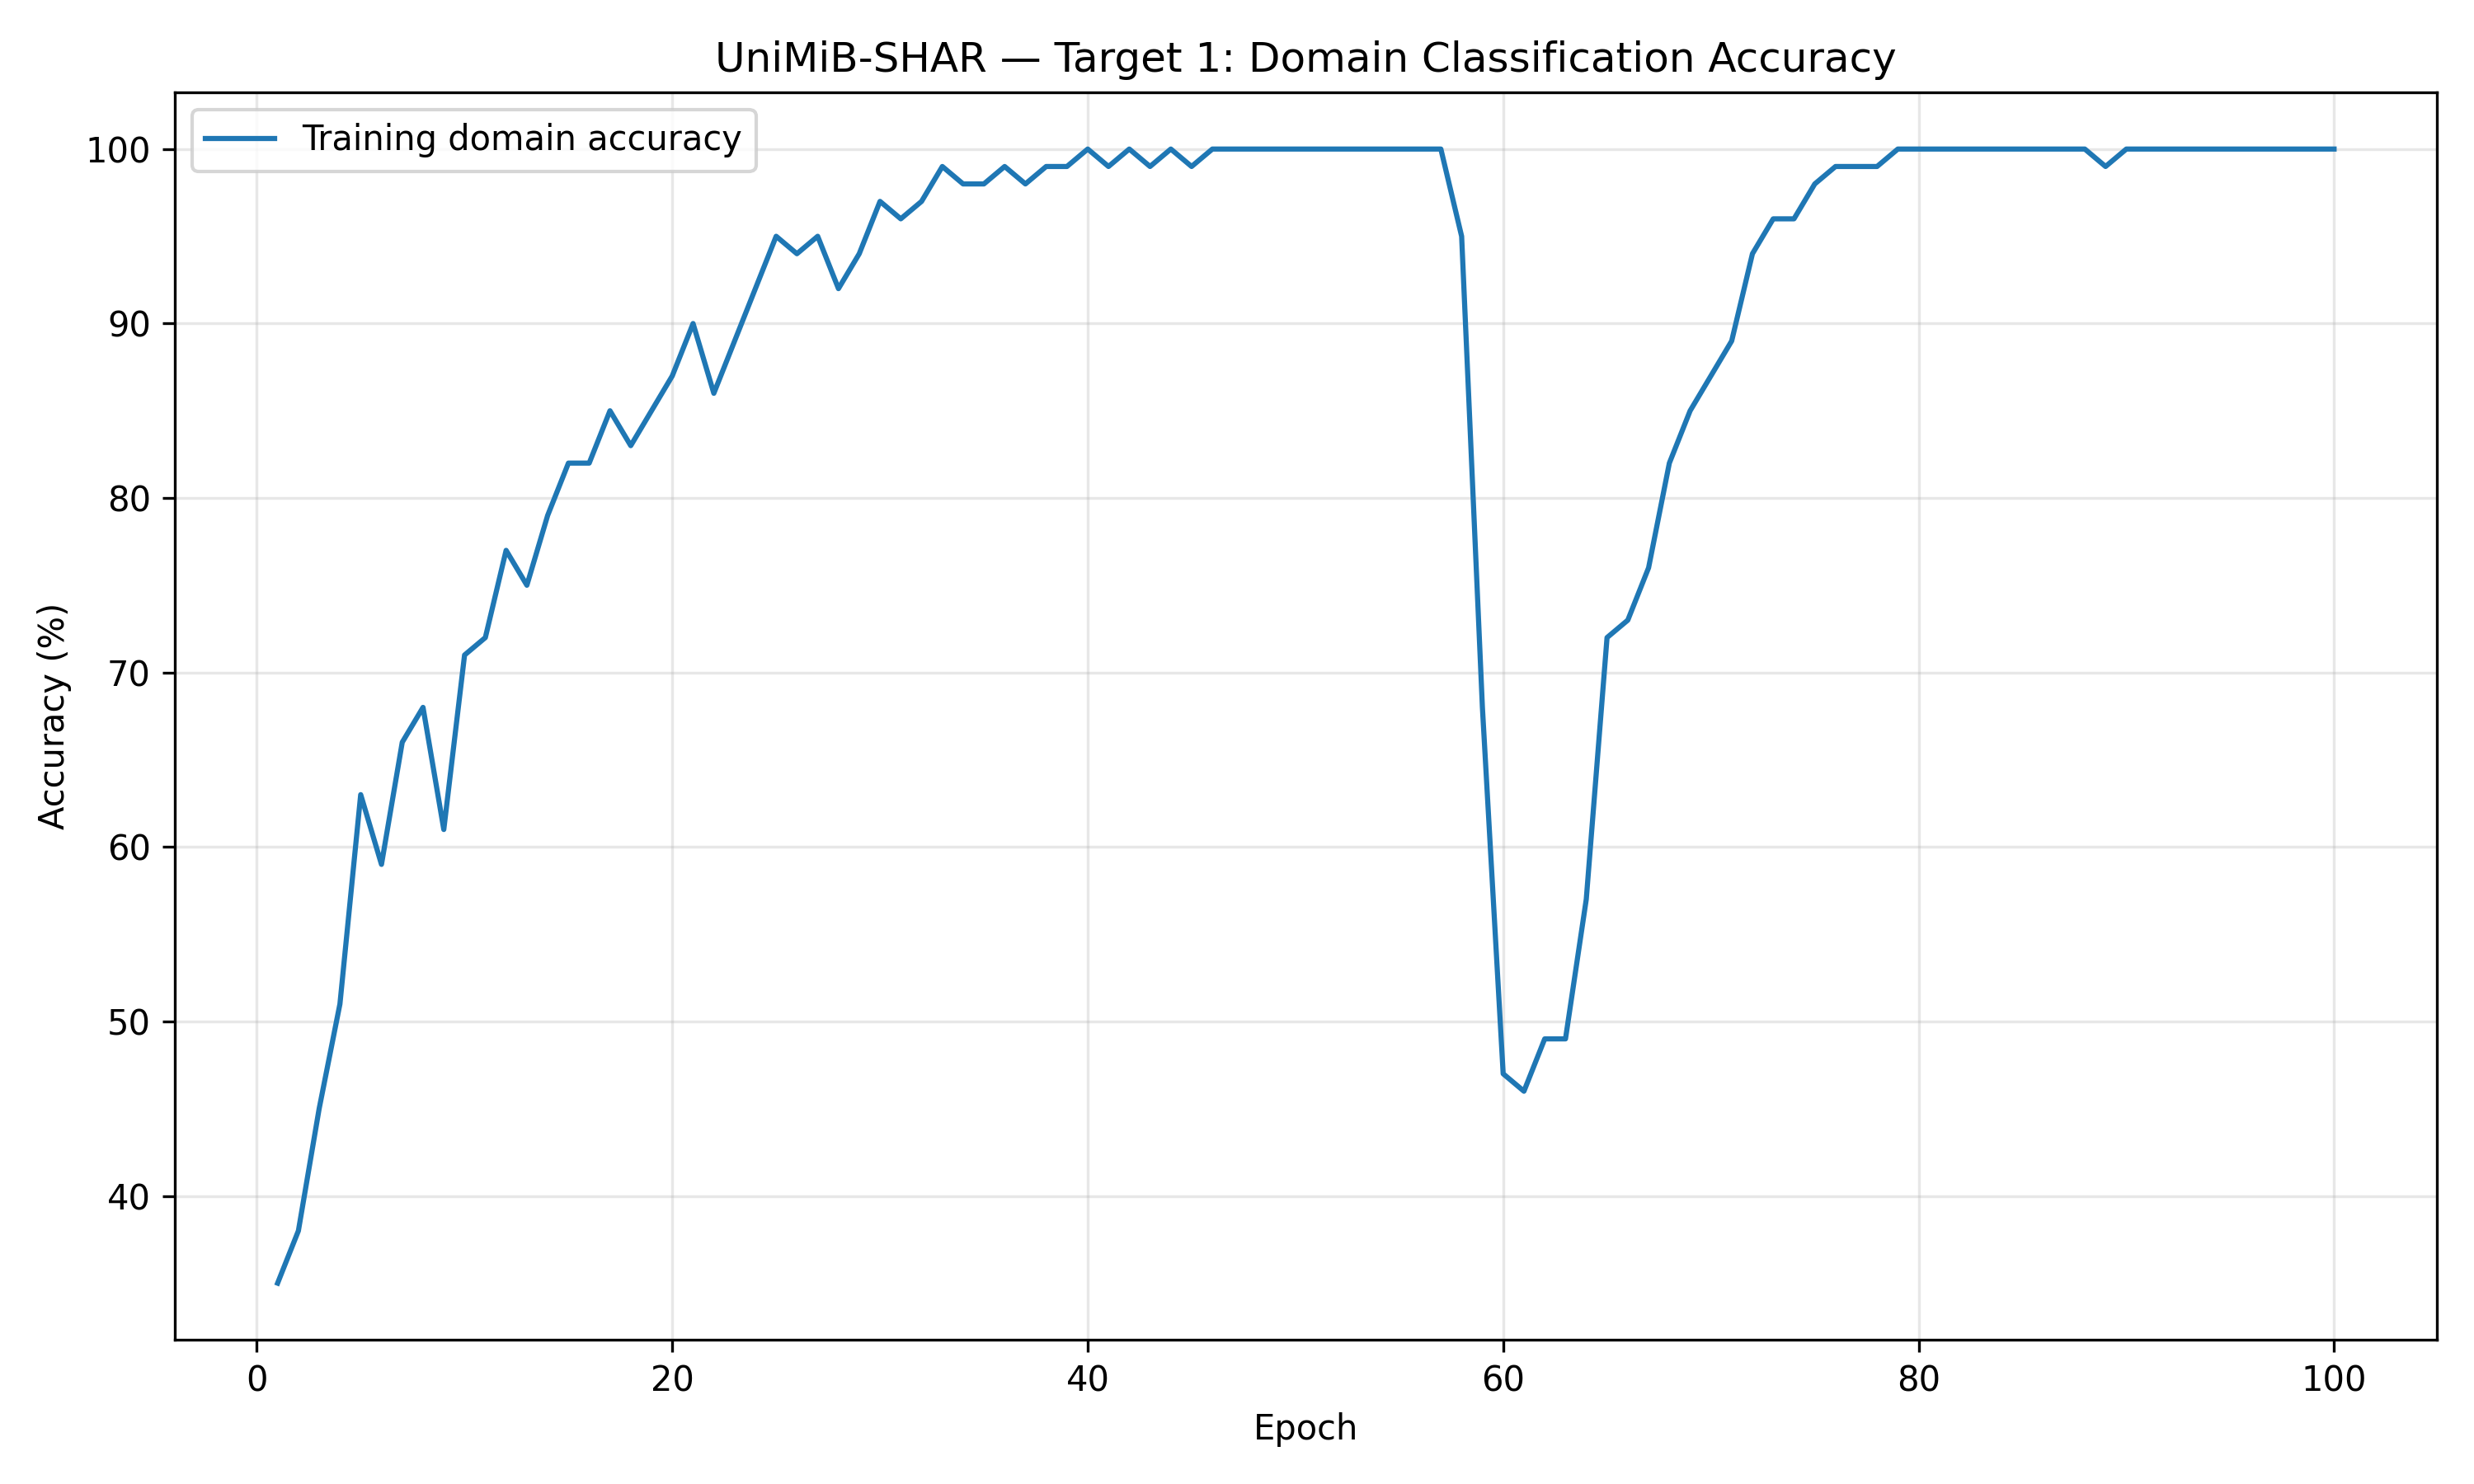 UniMiB-SHAR — Target 1: Domain Classification Accuracy
Training domain accuracy
100
90
80
70
60
50
40
Accuracy (%)
0 20 40 60 80 100
Epoch